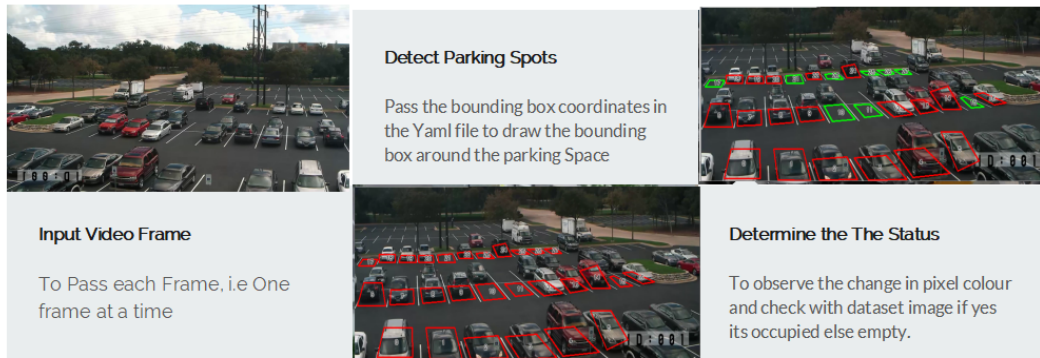 Detect Parking Spots
Pass the bounding box coordinates in
the Yaml file to draw the bounding
box around the parking Space
Input Video Frame
To Pass each Frame, i.e One
frame at a time
Determine the The Status
To observe the change in pixel colour
and check with dataset image if yes
its occupied else empty.